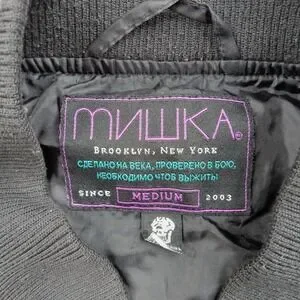 МИШКА®
BROOKLYN, NEW YORK
СДЕЛАНО НА ВЕКА, ПРОВЕРЕНО В БОЮ,
НЕОБХОДИМО ЧТОБ ВЫЖИТЬ!
SINCE MEDIUM 2003